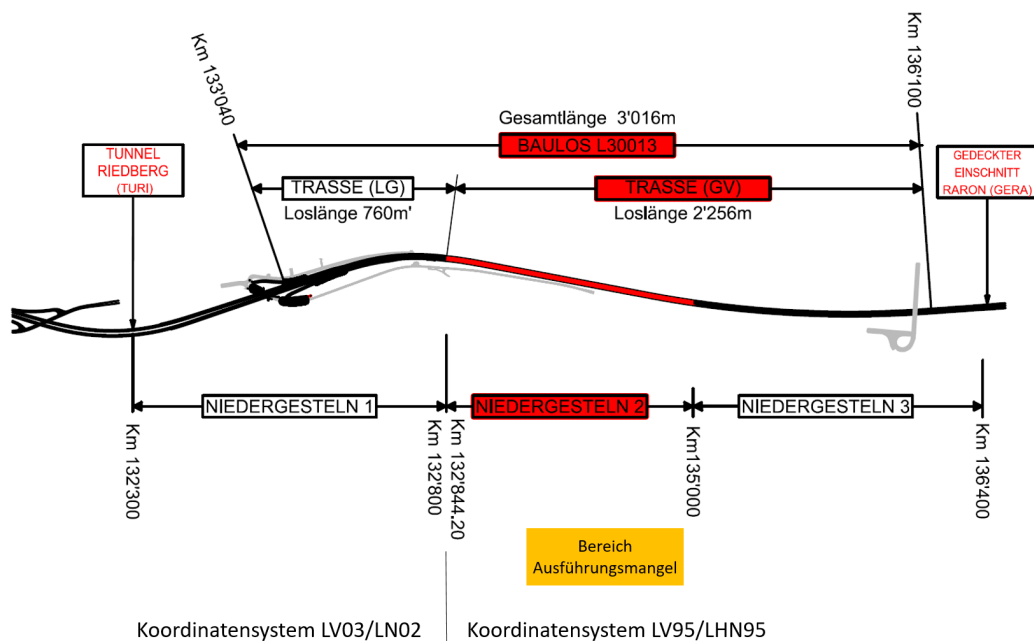 Km 133'040
Km 136'100
Gesamtlänge 3'016m
BAULOS L30013
TUNNEL
RIEDBERG
(TURI)
TRASSE (LG)
TRASSE (GV)
GEDECKTER
EINSCHNITT
RARON (GERA)
Loslänge 760m'
Loslänge 2'256m
NIEDERGESTELN 1
NIEDERGESTELN 2
NIEDERGESTELN 3
Km 132'300
Km 132'800
Km 132'844.20
Km135'000
Km 136'400
Bereich
Ausführungsmangel
Koordinatensystem LV03/LN02
Koordinatensystem LV95/LHN95